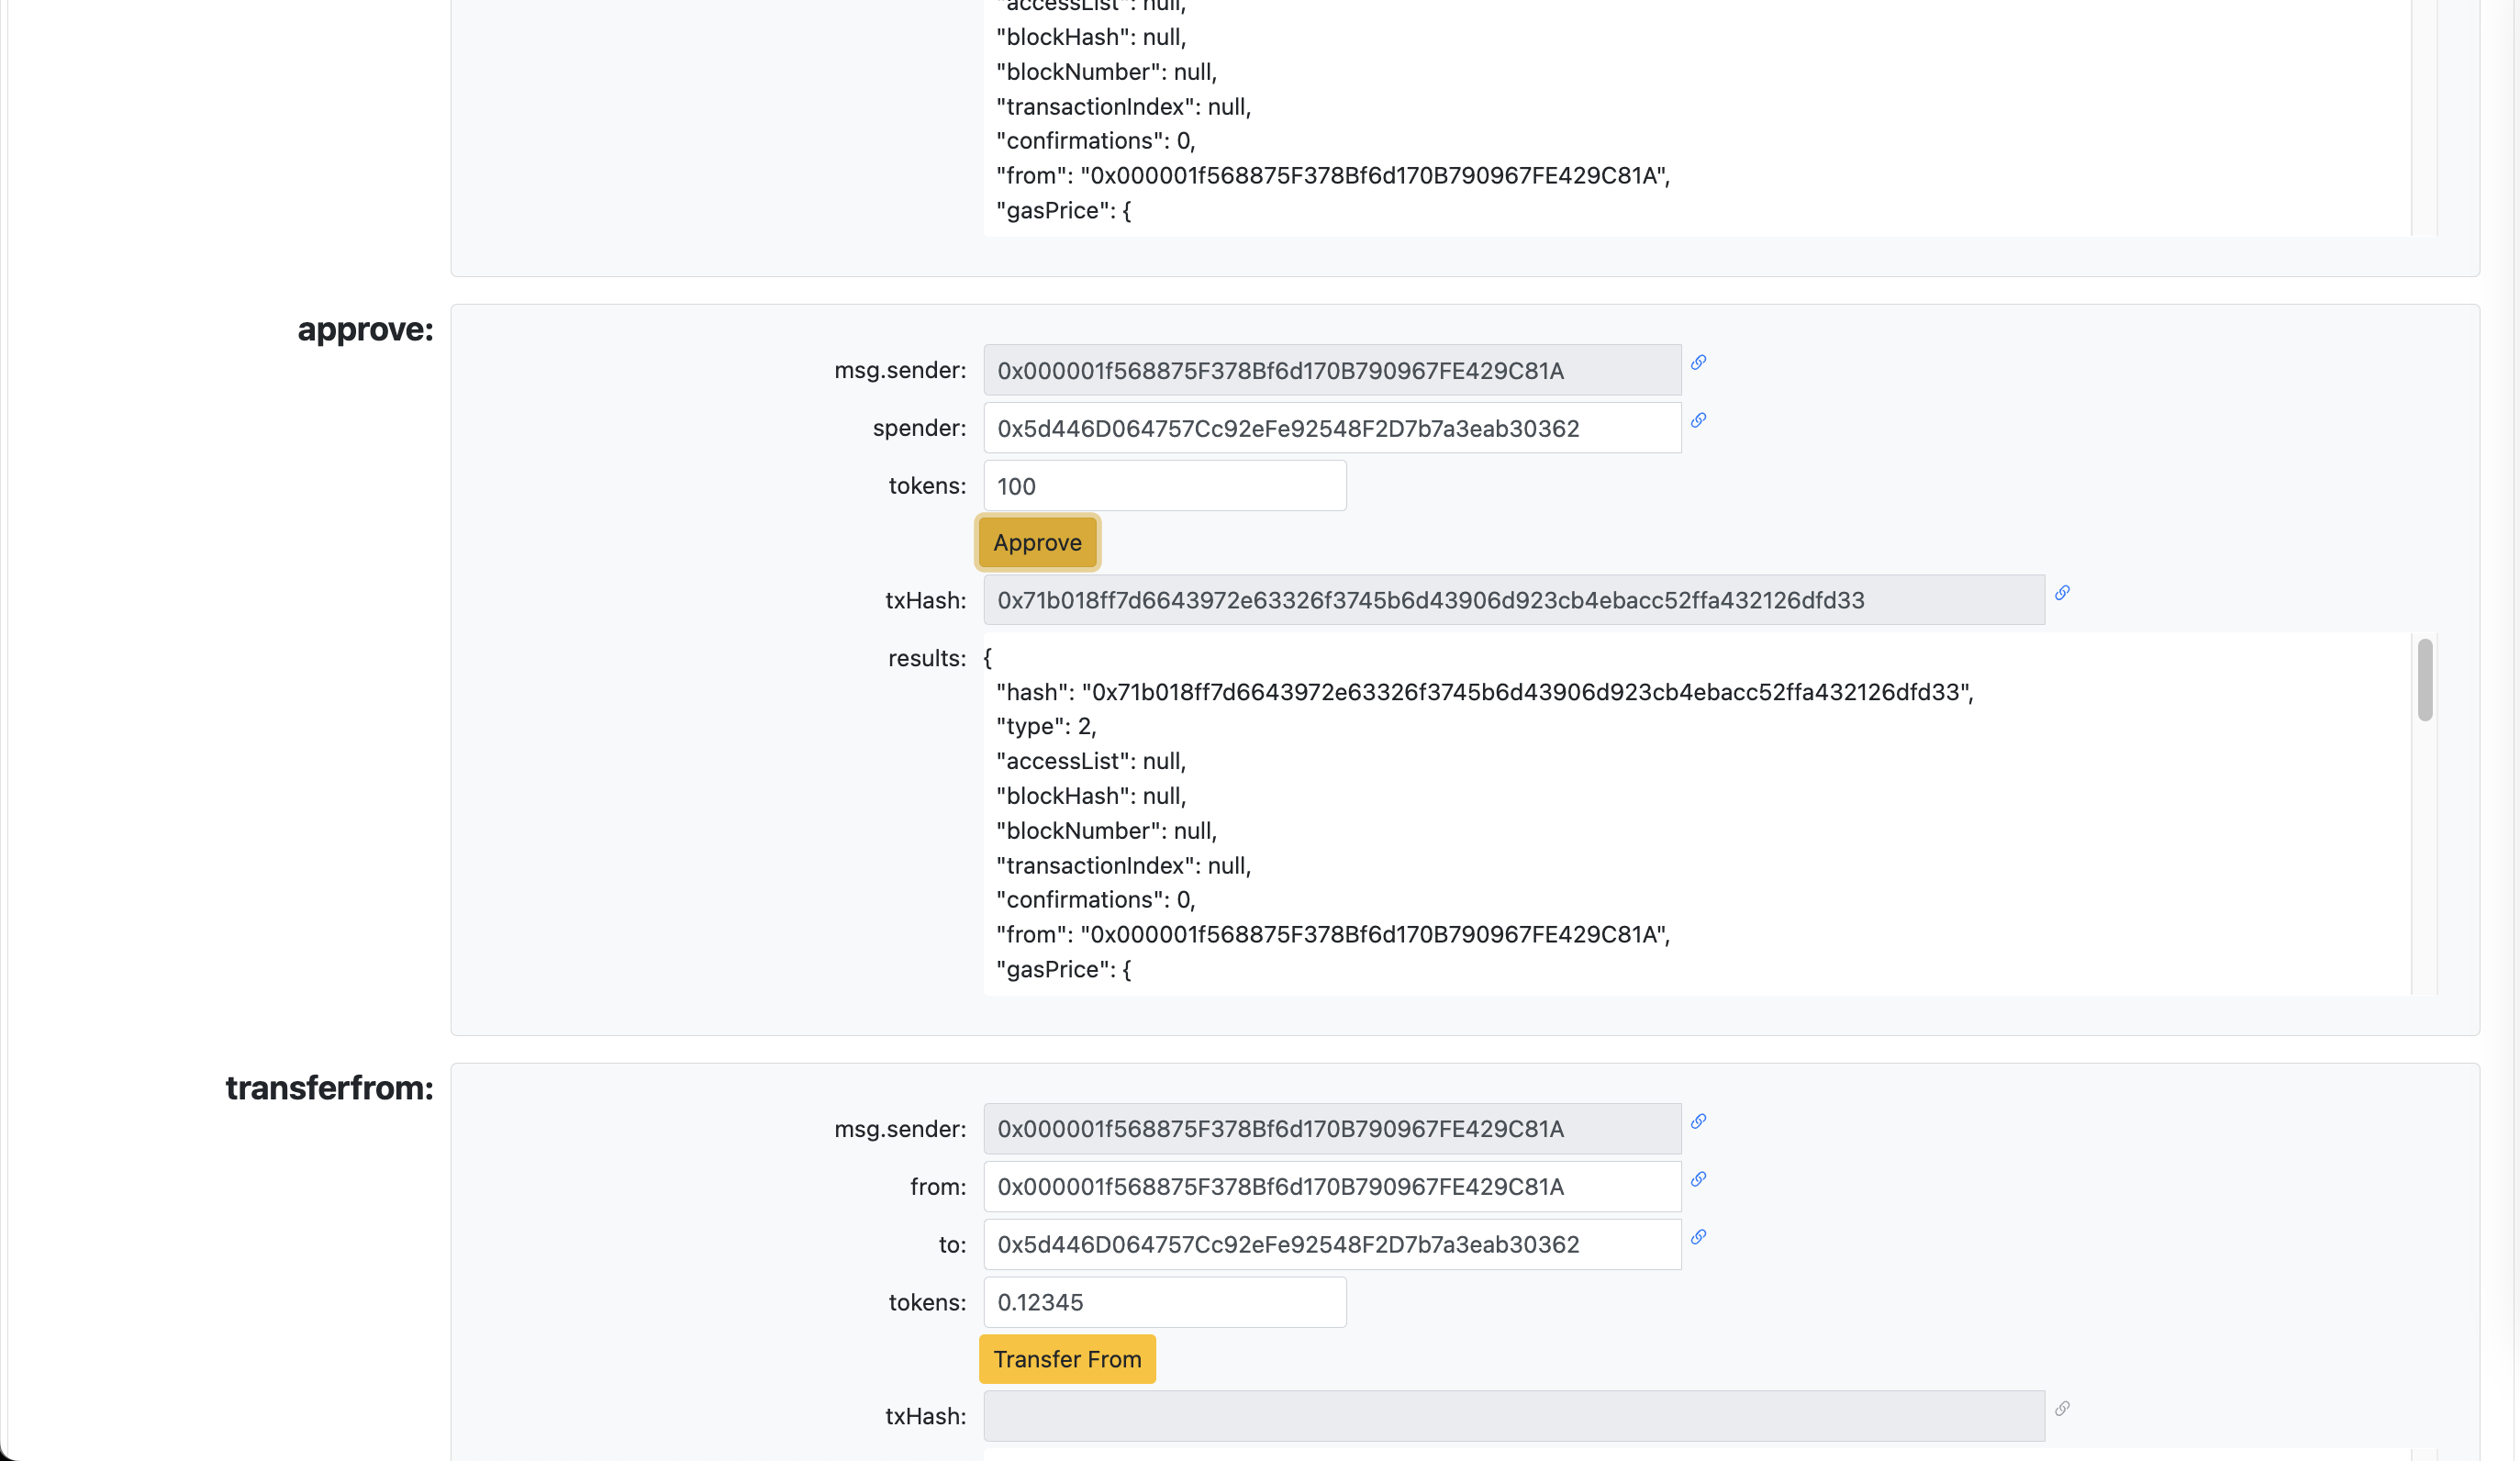 "accessList": null,
"blockHash": null,
"blockNumber": null,
"transactionIndex": null,
"confirmations": 0,
"from": "0x000001f568875F378Bf6d170B790967FE429C81A",
"gasPrice": {
approve:
msg.sender: 0x000001f568875F378Bf6d170B790967FE429C81A
spender: 0x5d446D064757Cc92eFe92548F2D7b7a3eab30362
tokens: 100
Approve
txHash: 0x71b018ff7d6643972e63326f3745b6d43906d923cb4ebacc52ffa432126dfd33
results: {
"hash": "0x71b018ff7d6643972e63326f3745b6d43906d923cb4ebacc52ffa432126dfd33",
"type": 2,
"accessList": null,
"blockHash": null,
"blockNumber": null,
"transactionIndex": null,
"confirmations": 0,
"from": "0x000001f568875F378Bf6d170B790967FE429C81A",
"gasPrice": {
transferfrom:
msg.sender: 0x000001f568875F378Bf6d170B790967FE429C81A
from: 0x000001f568875F378Bf6d170B790967FE429C81A
to: 0x5d446D064757Cc92eFe92548F2D7b7a3eab30362
tokens: 0.12345
Transfer From
txHash: